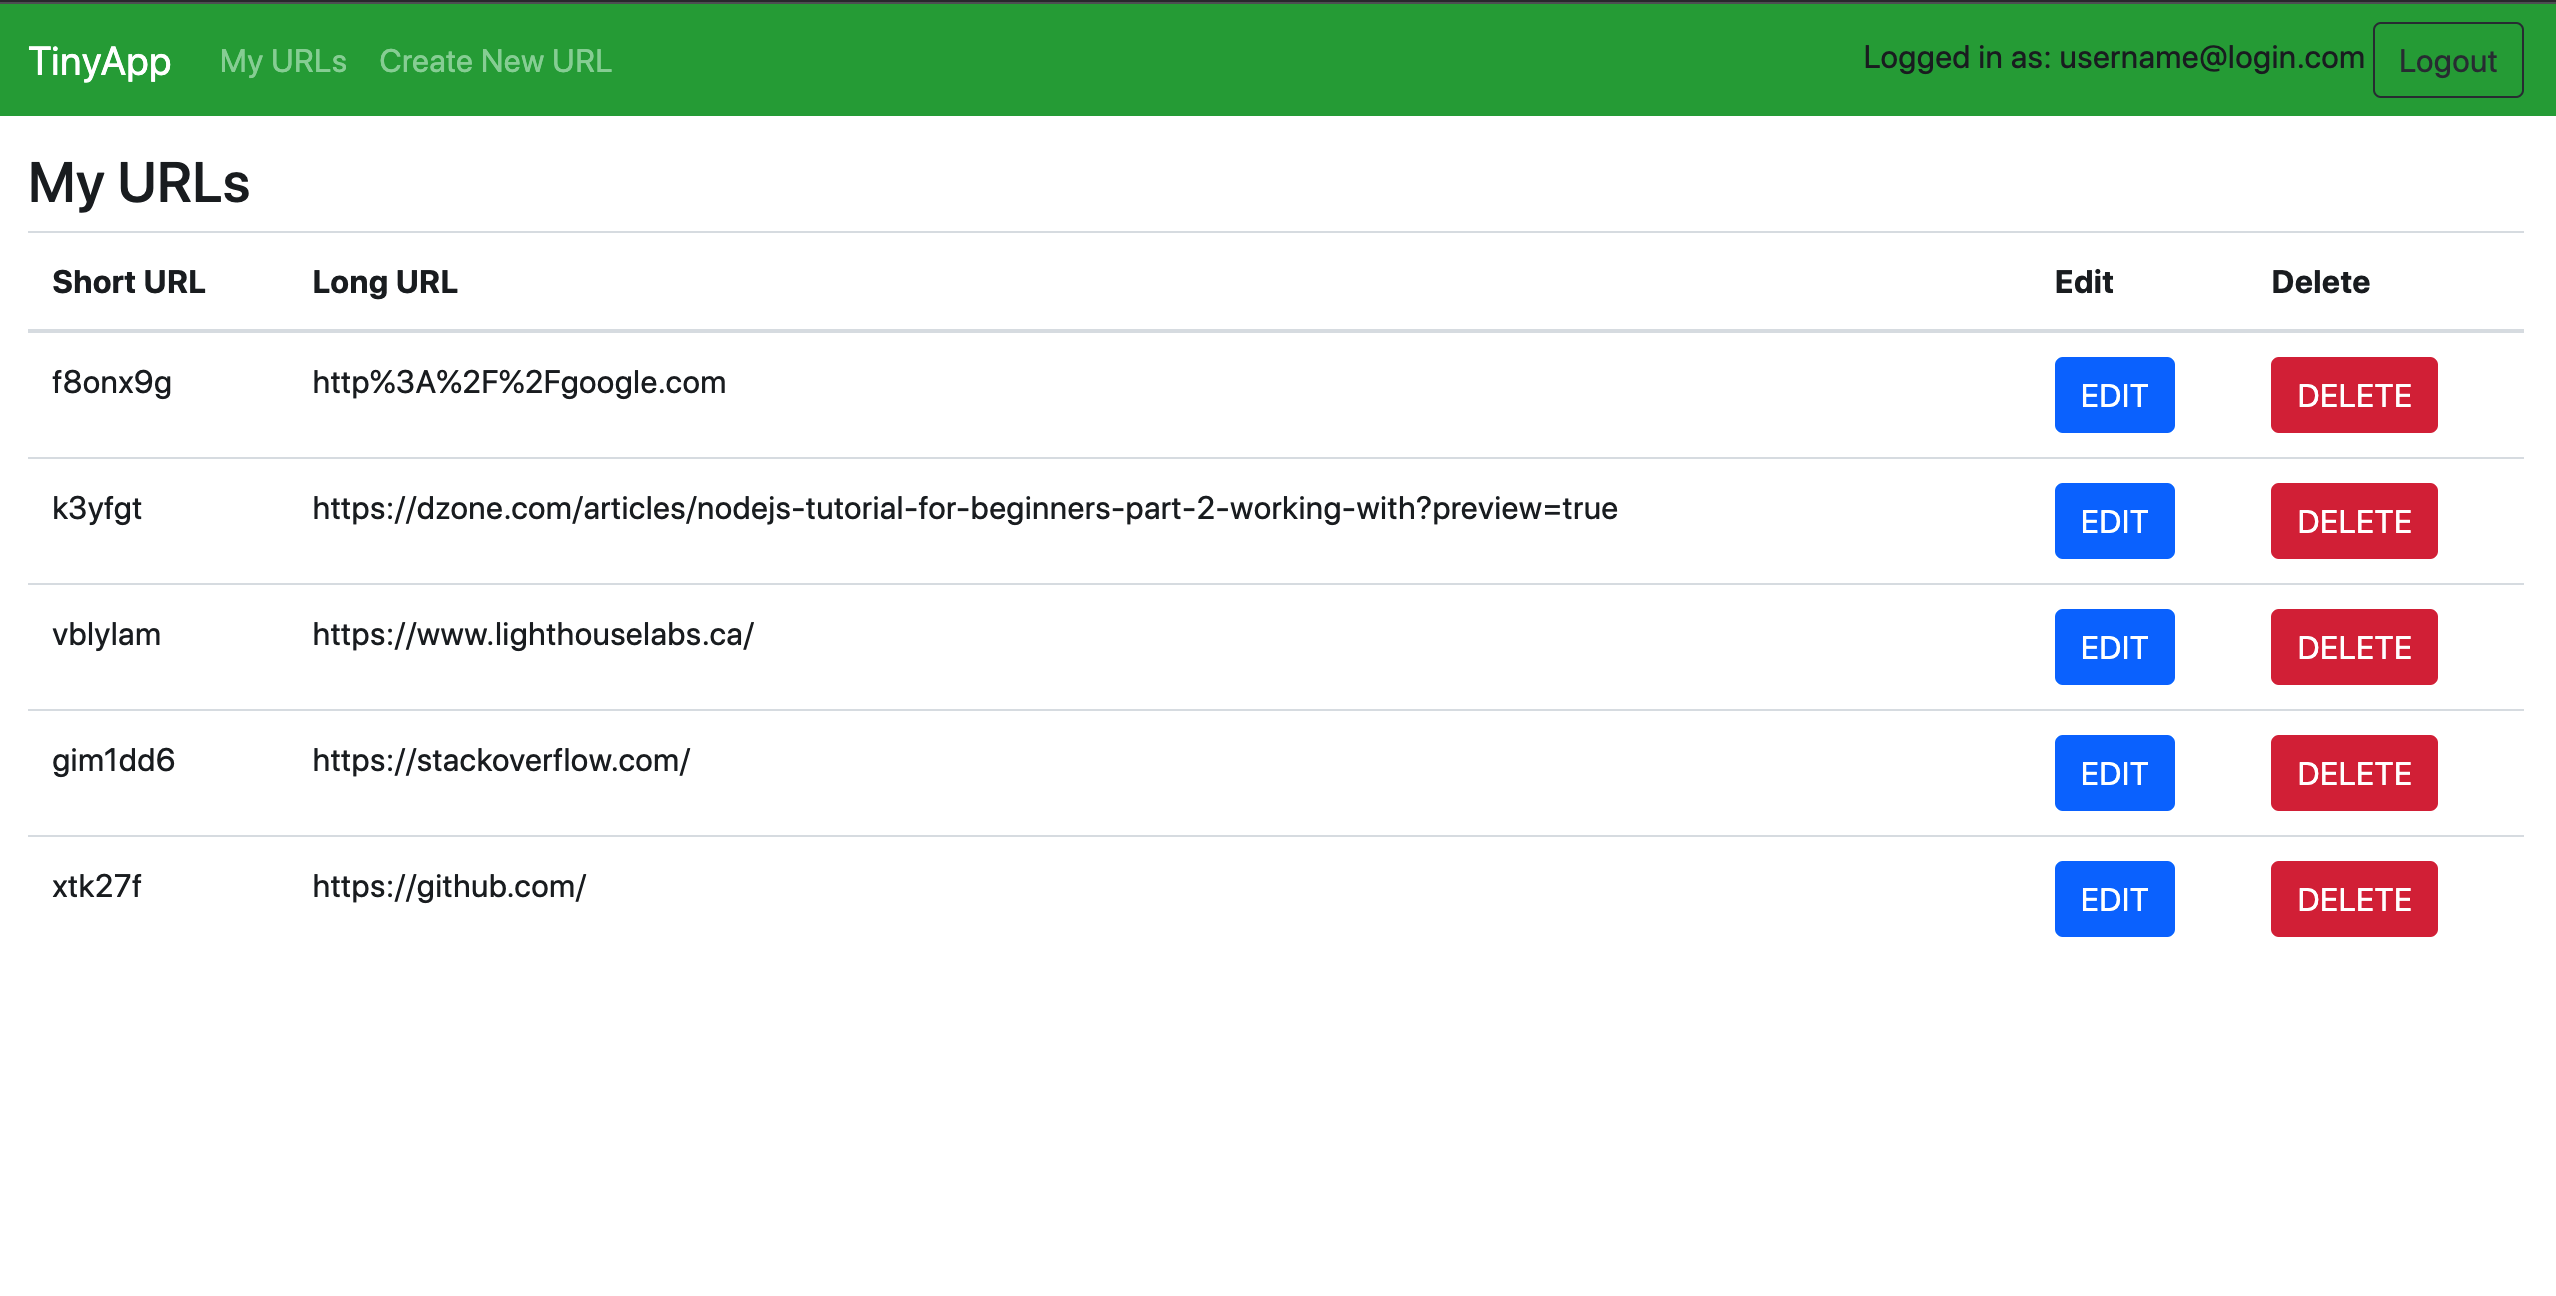 TinyApp My URLs Create New URL Logged in as: username@login.com Logout
My URLs
Short URL Long URL Edit Delete
f8onx9g http%3A%2F%2Fgoogle.com EDIT DELETE
k3yfgt https://dzone.com/articles/nodejs-tutorial-for-beginners-part-2-working-with?preview=true EDIT DELETE
vblylam https://www.lighthouselabs.ca/ EDIT DELETE
gim1dd6 https://stackoverflow.com/ EDIT DELETE
xtk27f https://github.com/ EDIT DELETE